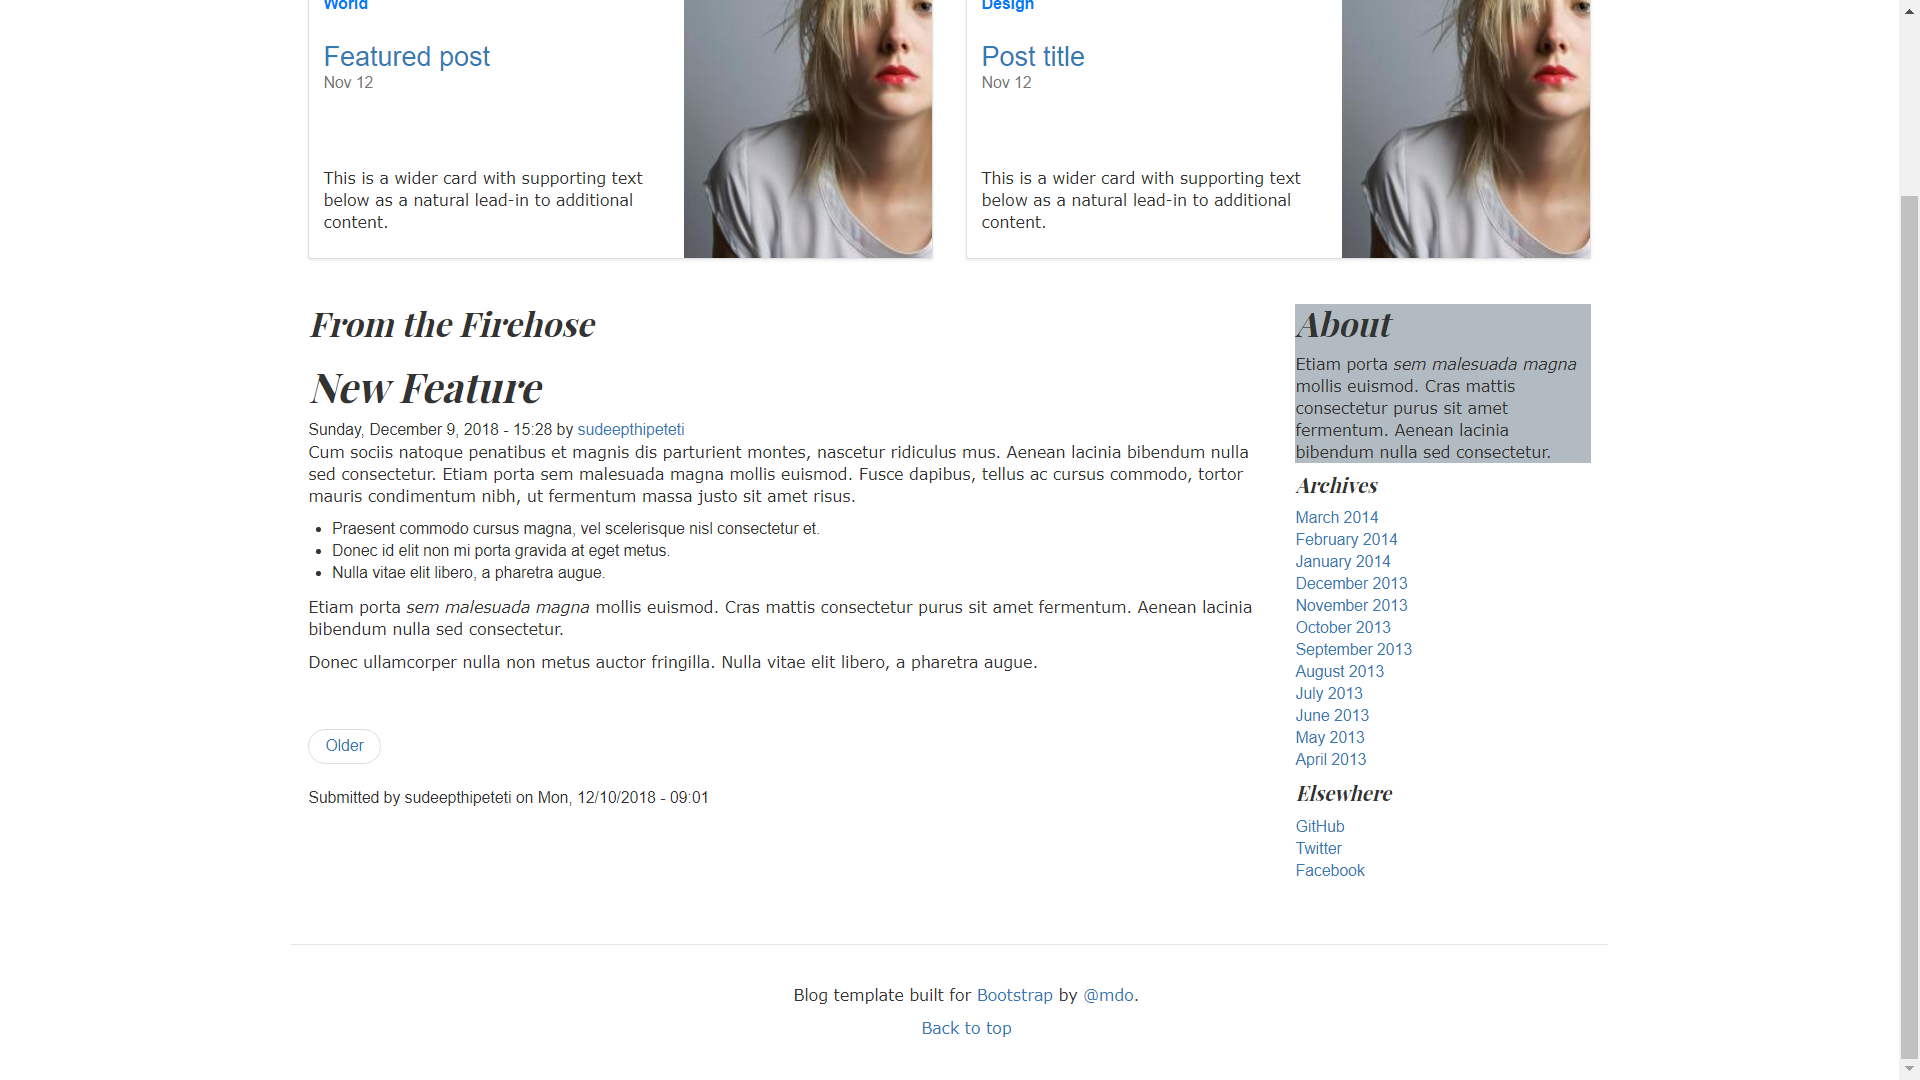 World
Featured post
Nov 12
This is a wider card with supporting text
below as a natural lead-in to additional
content.
Design
Post title
Nov 12
This is a wider card with supporting text
below as a natural lead-in to additional
content.
From the Firehose
New Feature
Sunday, December 9, 2018 - 15:28 by sudeepthipeteti
Cum sociis natoque penatibus et magnis dis parturient montes, nascetur ridiculus mus. Aenean lacinia bibendum nulla
sed consectetur. Etiam porta sem malesuada magna mollis euismod. Fusce dapibus, tellus ac cursus commodo, tortor
mauris condimentum nibh, ut fermentum massa justo sit amet risus.
Praesent commodo cursus magna, vel scelerisque nisl consectetur et.
Donec id elit non mi porta gravida at eget metus.
Nulla vitae elit libero, a pharetra augue.
Etiam porta sem malesuada magna mollis euismod. Cras mattis consectetur purus sit amet fermentum. Aenean lacinia
bibendum nulla sed consectetur.
Donec ullamcorper nulla non metus auctor fringilla. Nulla vitae elit libero, a pharetra augue.
Older
Submitted by sudeepthipeteti on Mon, 12/10/2018 - 09:01
About
Etiam porta sem malesuada magna
mollis euismod. Cras mattis
consectetur purus sit amet
fermentum. Aenean lacinia
bibendum nulla sed consectetur.
Archives
March 2014
February 2014
January 2014
December 2013
November 2013
October 2013
September 2013
August 2013
July 2013
June 2013
May 2013
April 2013
Elsewhere
GitHub
Twitter
Facebook
Blog template built for Bootstrap by @mdo.
Back to top